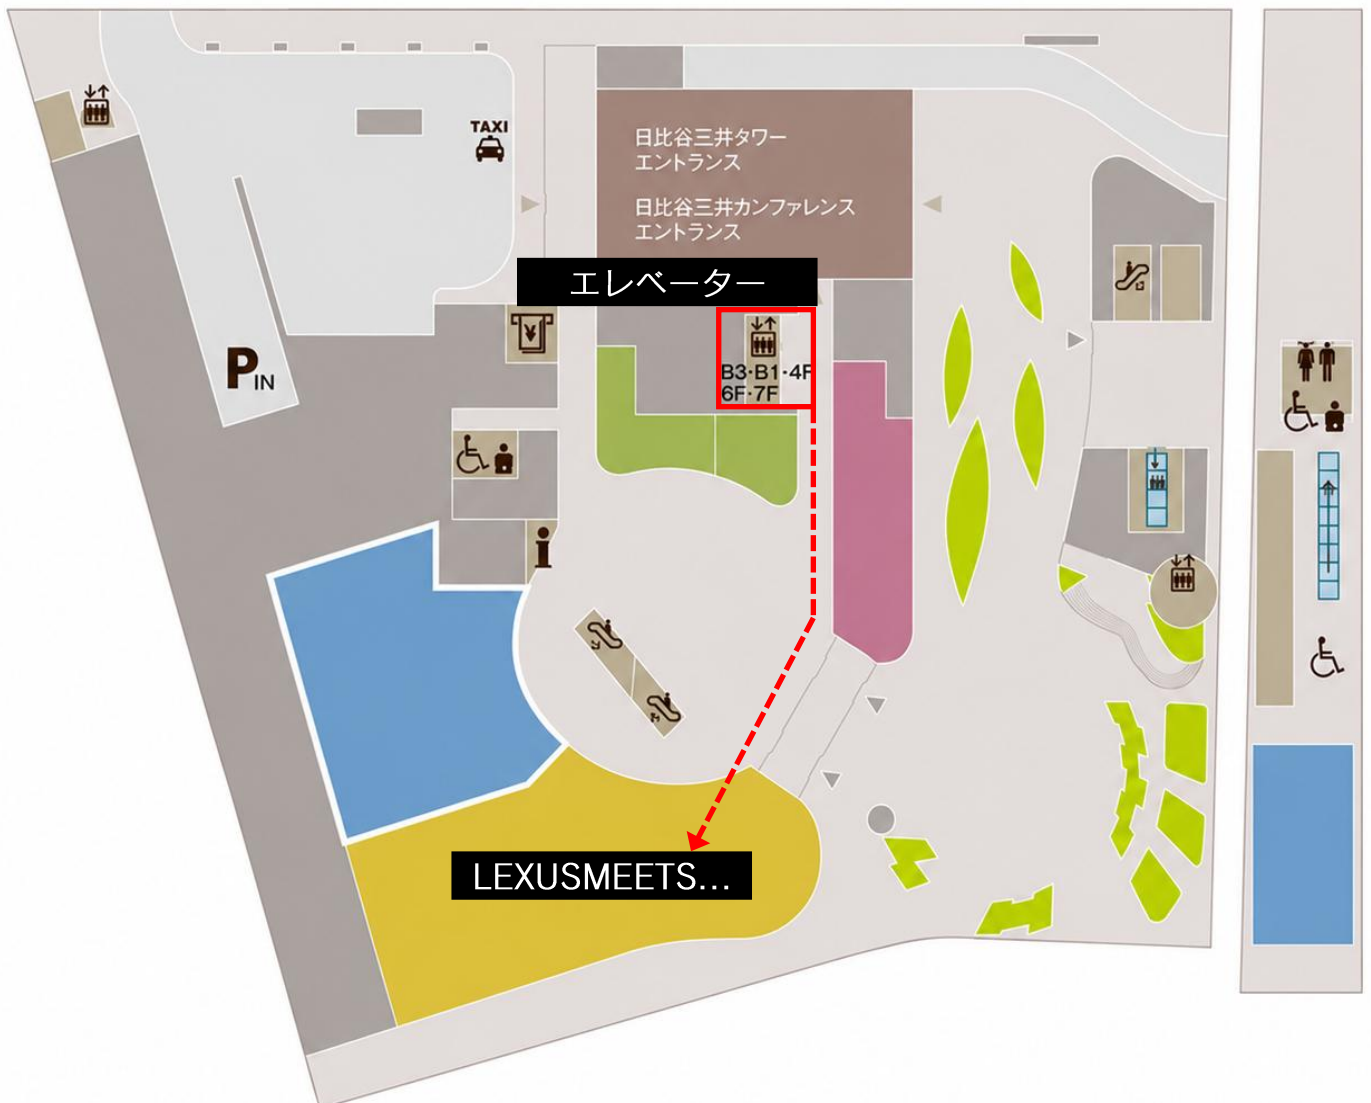 TAXI
日比谷三井タワー
エントランス
日比谷三井カンファレンス
エントランス
エレベーター
¥
B3·B1·4F
6F·7F
P IN
i
LEXUSMEETS...